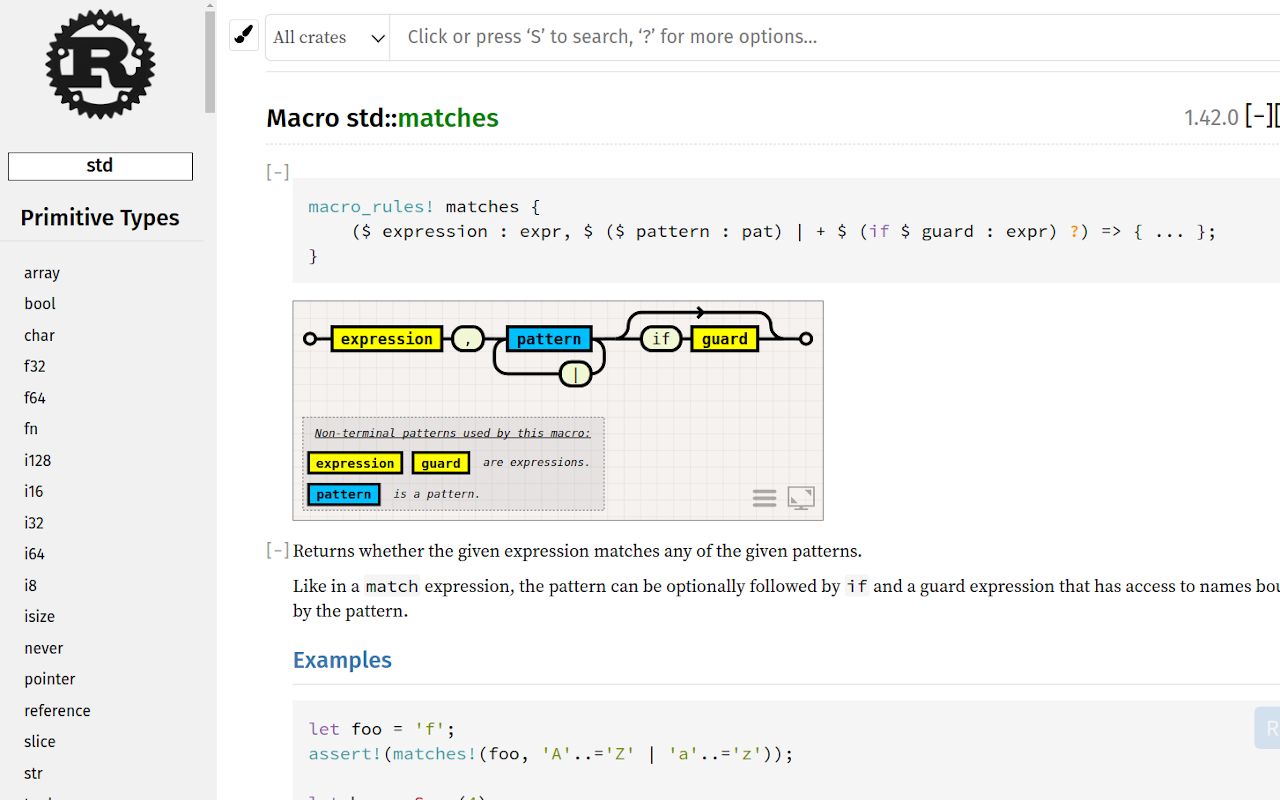 R
std
Primitive Types
array
bool
char
f32
f64
fn
i128
i16
i32
i64
i8
isize
never
pointer
reference
slice
str
All crates
Click or press ‘S’ to search, ‘?’ for more options...
Macro std::matches
1.42.0 [-][
[-]
macro_rules! matches {
($ expression : expr, $ ($ pattern : pat) | + $ (if $ guard : expr) ?) => { ... };
}
expression , pattern if guard
|
Non-terminal patterns used by this macro:
expression guard are expressions.
pattern is a pattern.
[-] Returns whether the given expression matches any of the given patterns.
Like in a match expression, the pattern can be optionally followed by if and a guard expression that has access to names bou
by the pattern.
Examples
let foo = 'f';
assert!(matches!(foo, 'A'..='Z' | 'a'..='z'));
R